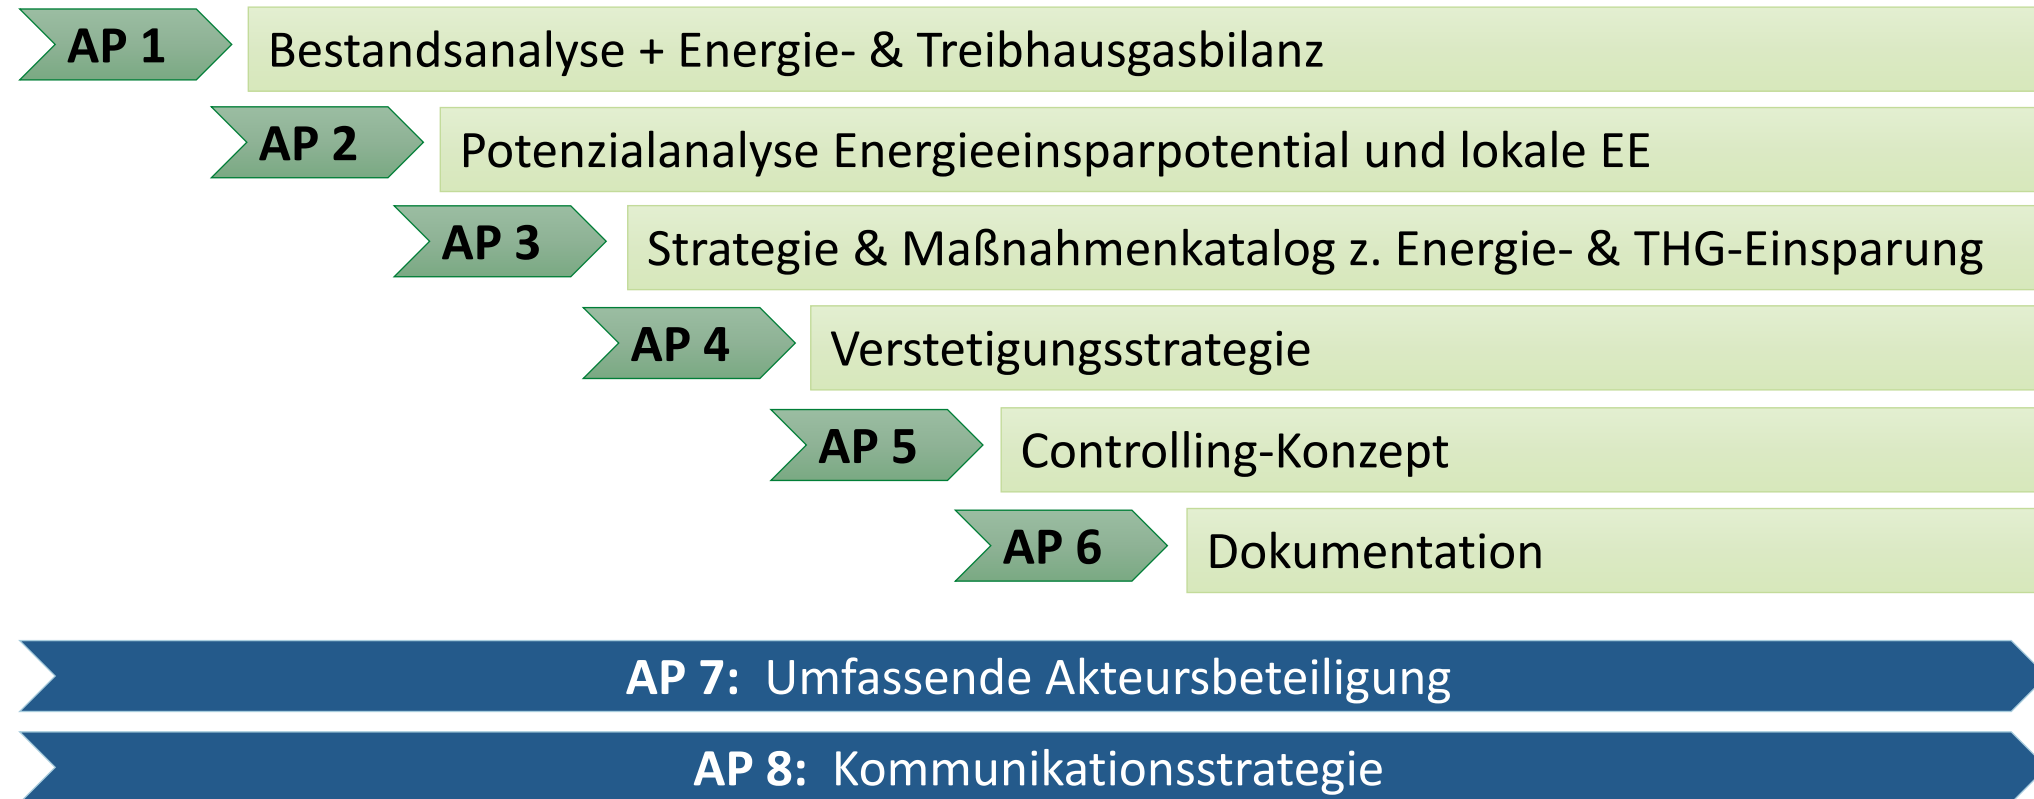 AP 1 Bestandsanalyse + Energie- & Treibhausgasbilanz
AP 2 Potenzialanalyse Energieeinsparpotential und lokale EE
AP 3 Strategie & Maßnahmenkatalog z. Energie- & THG-Einsparung
AP 4 Verstetigungsstrategie
AP 5 Controlling-Konzept
AP 6 Dokumentation
AP 7: Umfassende Akteursbeteiligung
AP 8: Kommunikationsstrategie